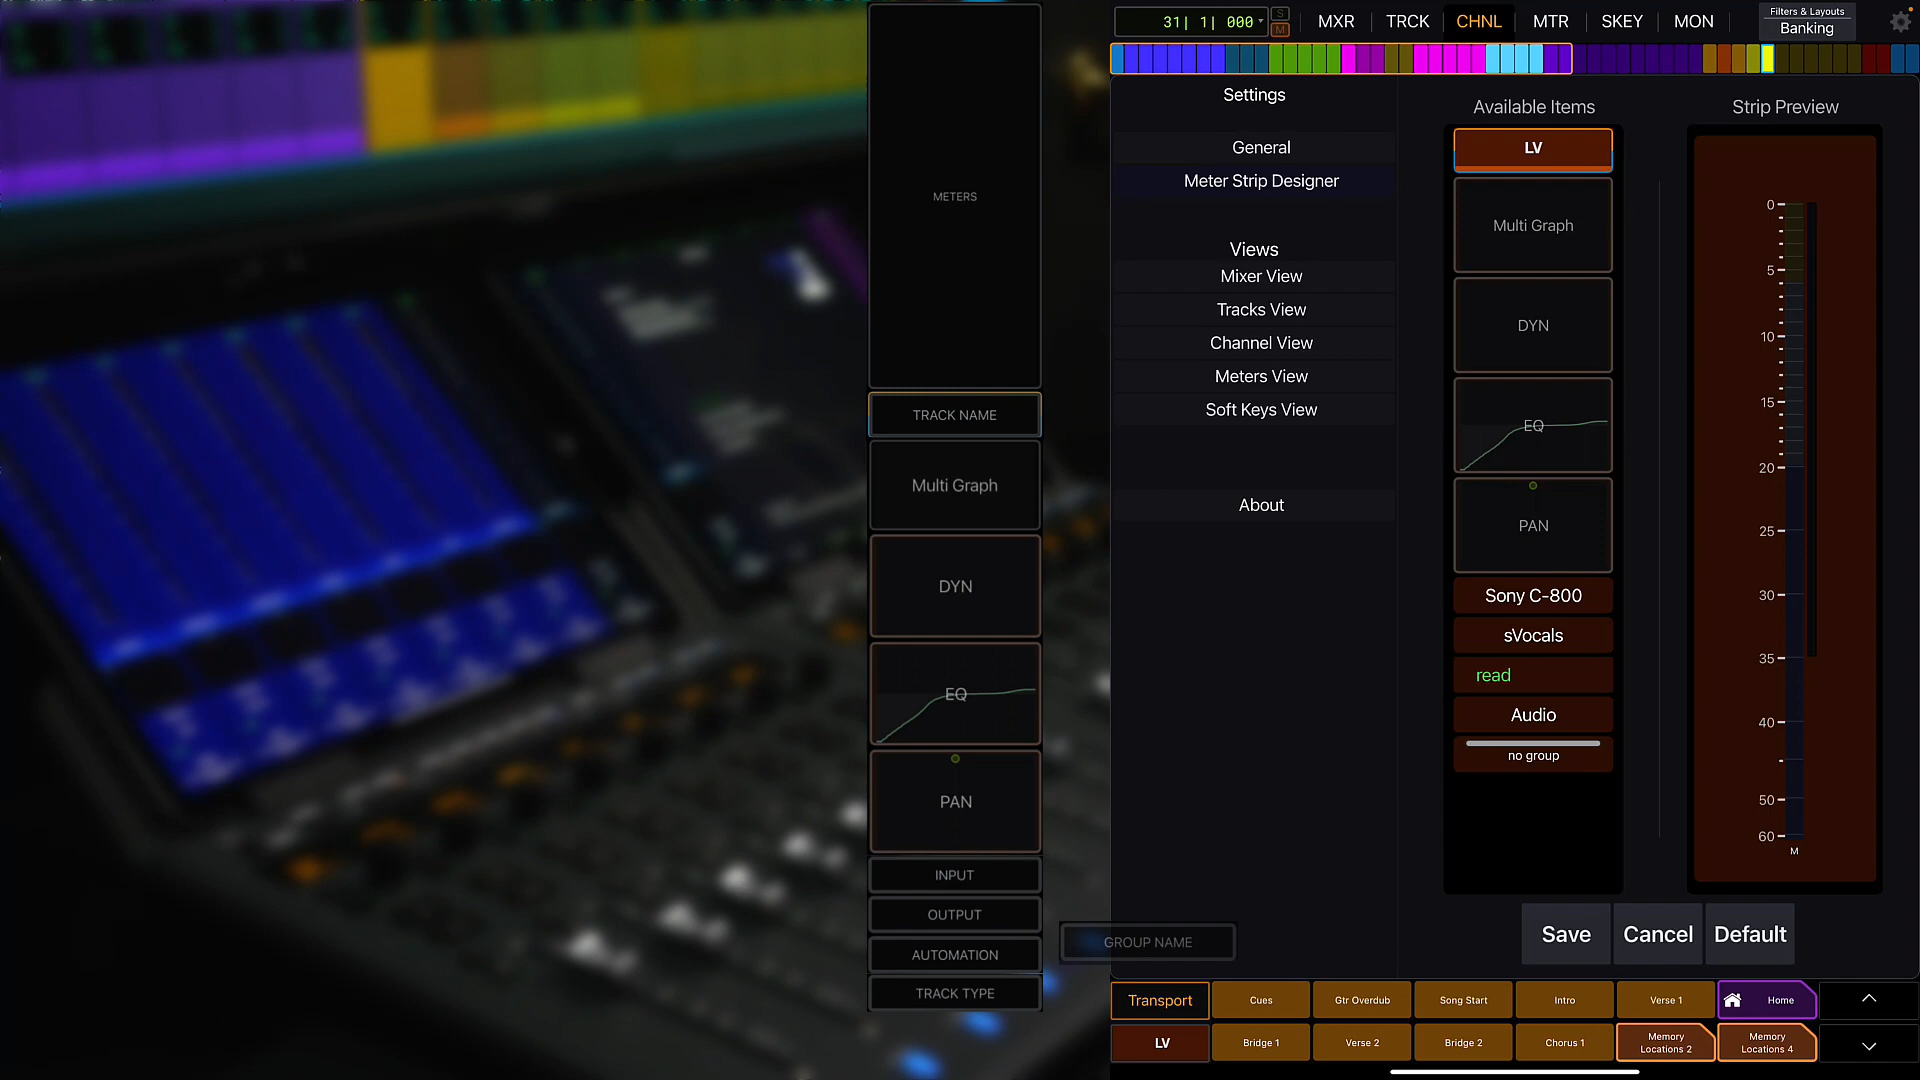 METERS
TRACK NAME
Multi Graph
DYN
EQ
PAN
INPUT
OUTPUT
AUTOMATION
TRACK TYPE
GROUP NAME
31| 1| 000
S
M
MXR
TRCK
CHNL
MTR
SKEY
MON
Filters & Layouts
Banking
Settings
General
Meter Strip Designer
Views
Mixer View
Tracks View
Channel View
Meters View
Soft Keys View
About
Available Items
LV
Multi Graph
DYN
EQ
PAN
Sony C-800
sVocals
read
Audio
no group
Strip Preview
0
5
10
15
20
25
30
35
40
50
60
M
Save
Cancel
Default
Transport
Cues
Gtr Overdub
Song Start
Intro
Verse 1
Home
LV
Bridge 1
Verse 2
Bridge 2
Chorus 1
Memory
Locations 2
Memory
Locations 4